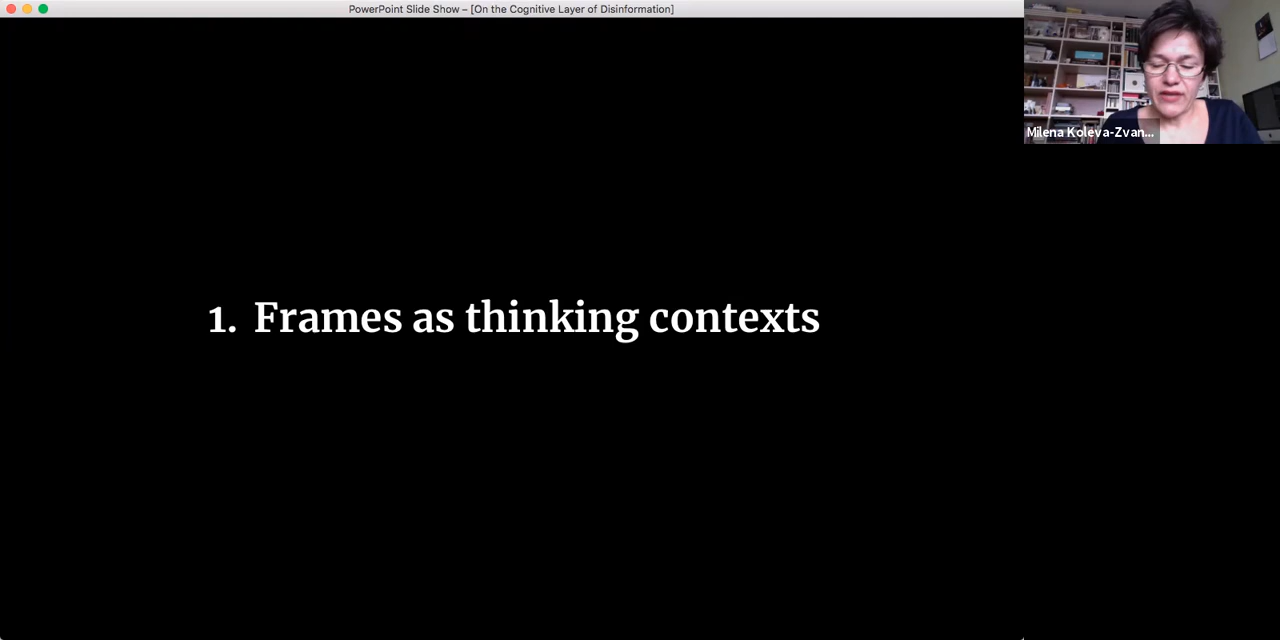 PowerPoint Slide Show – [On the Cognitive Layer of Disinformation]
Milena Koleva-Zvan...
1. Frames as thinking contexts